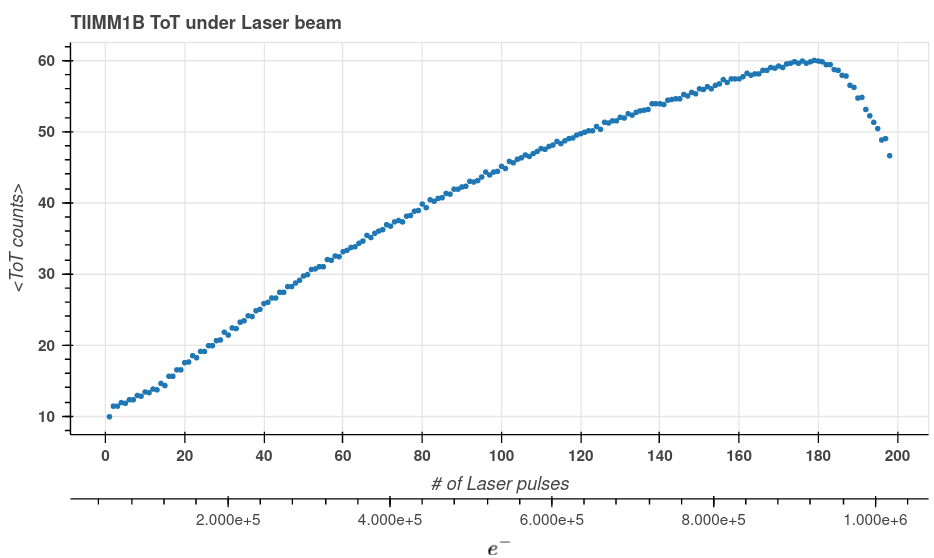 TIIMM1B ToT under Laser beam
60
50
40
30
20
10
<ToT counts>
0 20 40 60 80 100 120 140 160 180 200
# of Laser pulses
2.000e+5 4.000e+5 6.000e+5 8.000e+5 1.000e+6
e⁻